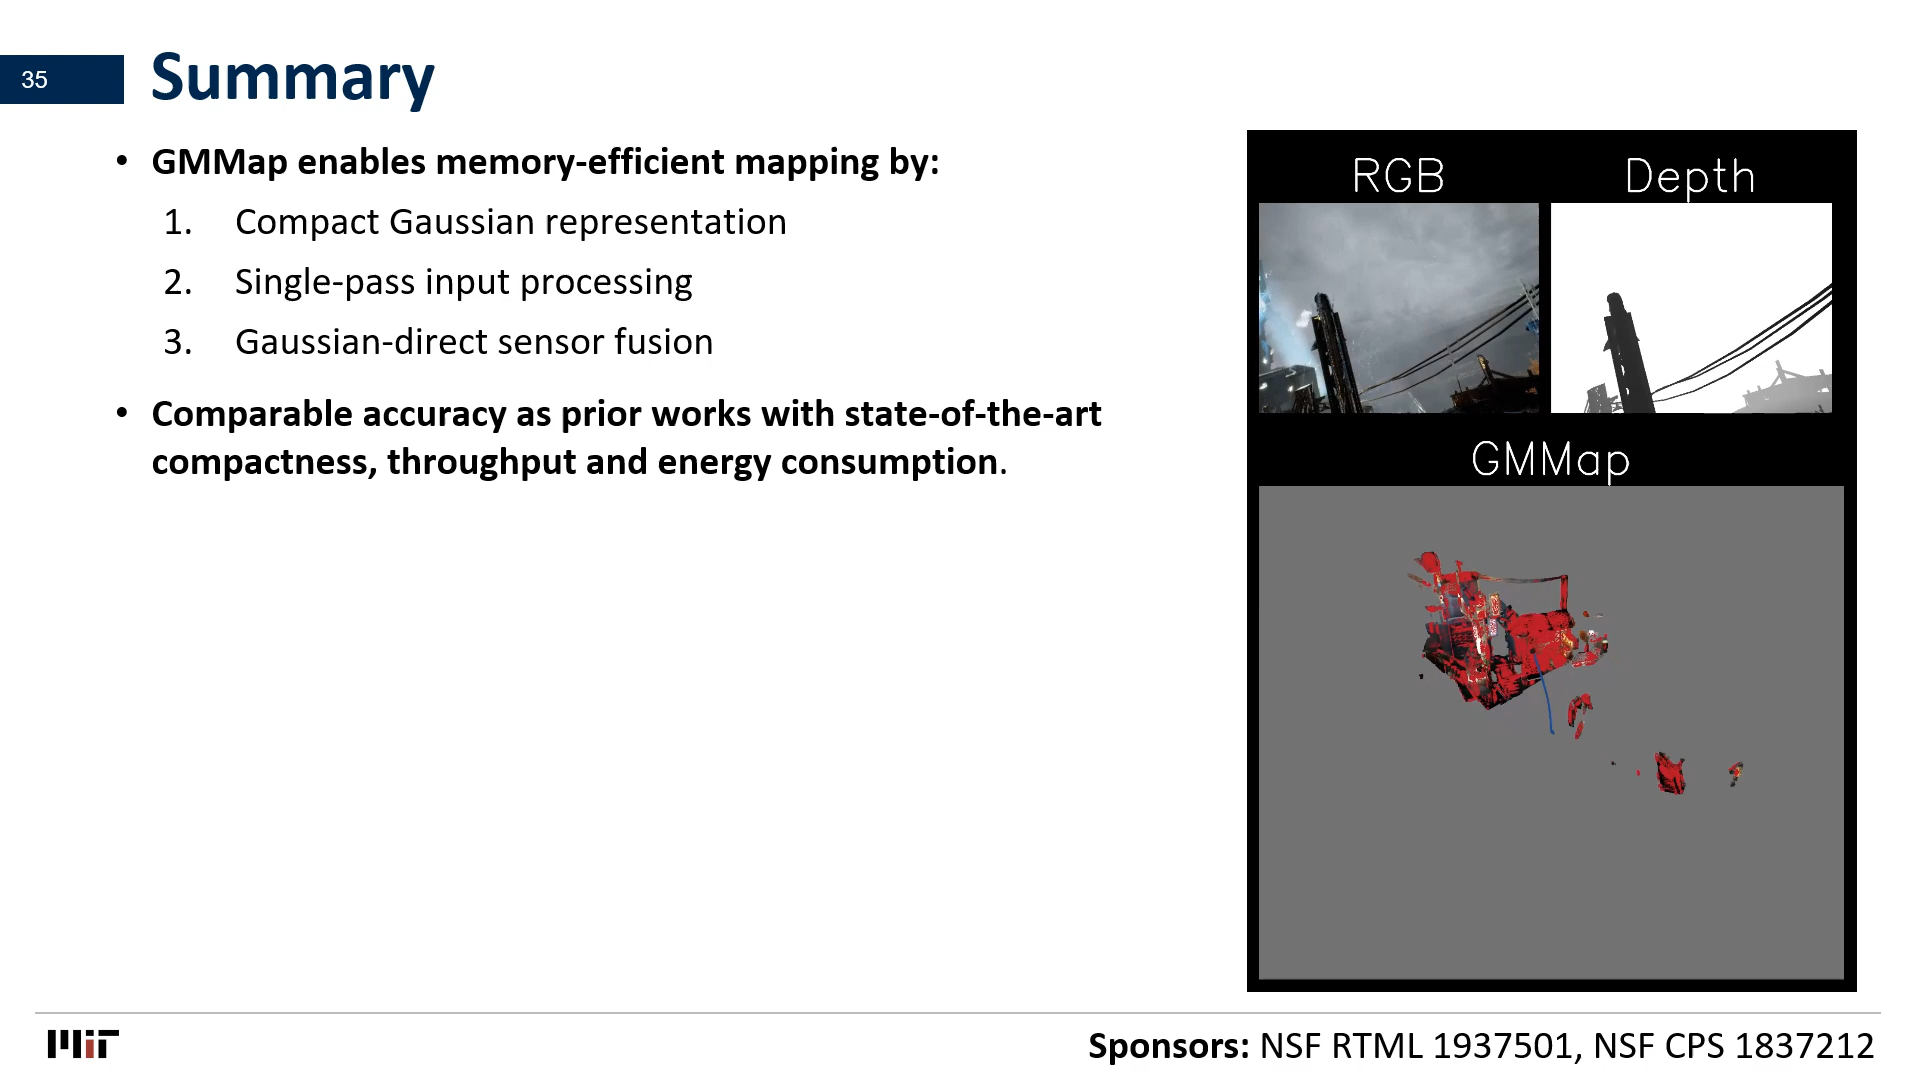 35
Summary
• GMMap enables memory-efficient mapping by:
1. Compact Gaussian representation
2. Single-pass input processing
3. Gaussian-direct sensor fusion
• Comparable accuracy as prior works with state-of-the-art
compactness, throughput and energy consumption.
RGB
Depth
GMMap
MIT
Sponsors: NSF RTML 1937501, NSF CPS 1837212